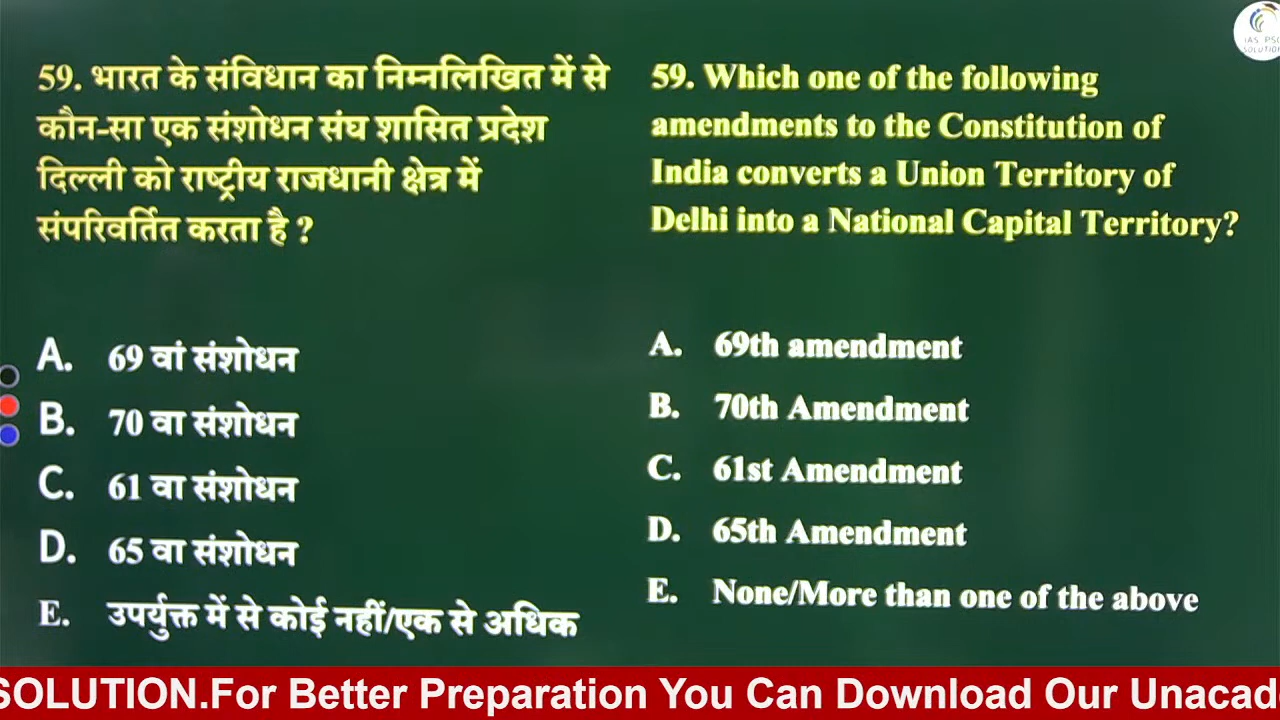 59. भारत के संविधान का निम्नलिखित में से
कौन-सा एक संशोधन संघ शासित प्रदेश
दिल्ली को राष्ट्रीय राजधानी क्षेत्र में
संपरिवर्तित करता है ?
A. 69 वां संशोधन
B. 70 वा संशोधन
C. 61 वा संशोधन
D. 65 वा संशोधन
E. उपर्युक्त में से कोई नहीं/एक से अधिक
59. Which one of the following
amendments to the Constitution of
India converts a Union Territory of
Delhi into a National Capital Territory?
A. 69th amendment
B. 70th Amendment
C. 61st Amendment
D. 65th Amendment
E. None/More than one of the above
IAS PSC
SOLUTION
SOLUTION.For Better Preparation You Can Download Our Unacad